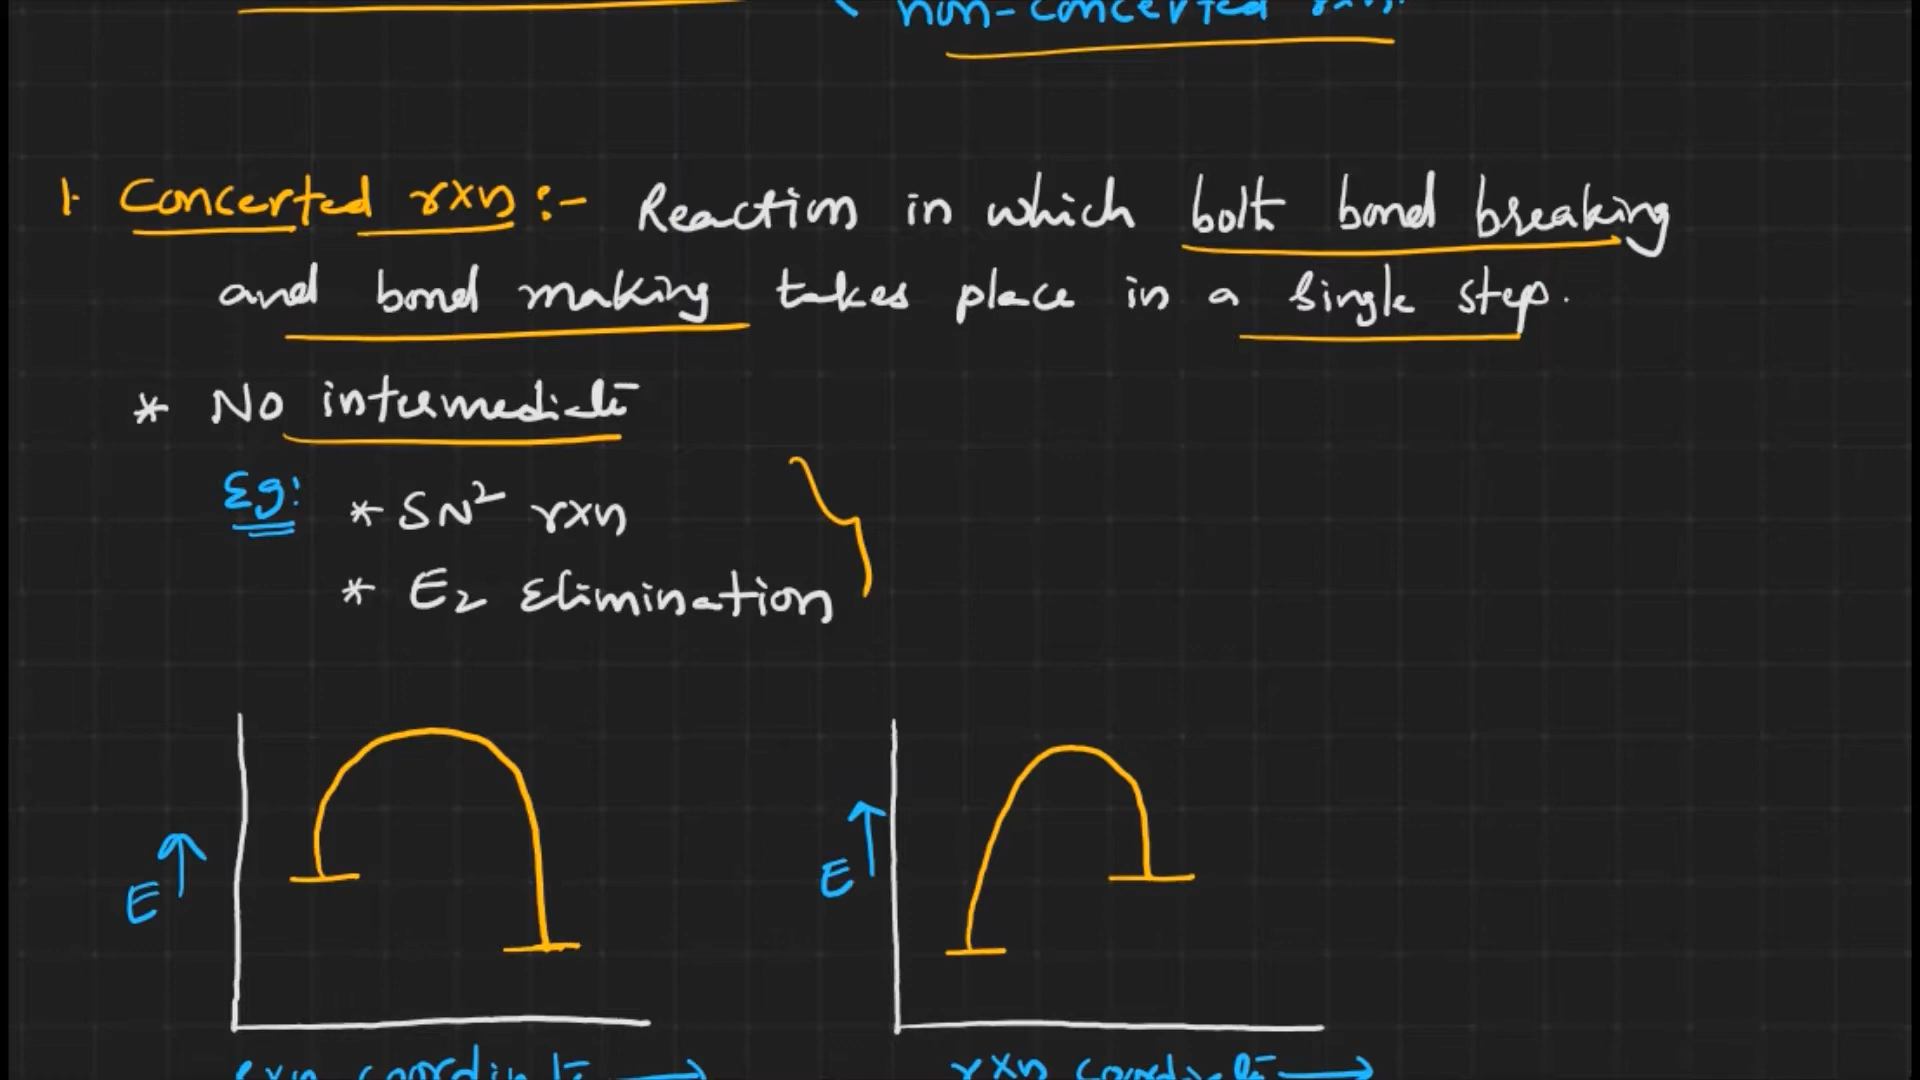 non-concerted rxn.
1. Concerted rxn :- Reaction in which both bond breaking
and bond making takes place in a single step.
* No intermediate
Eg: * SN² rxn
* E₂ Elimination
E↑ E↑
rxn coordinate → rxn coordinate →